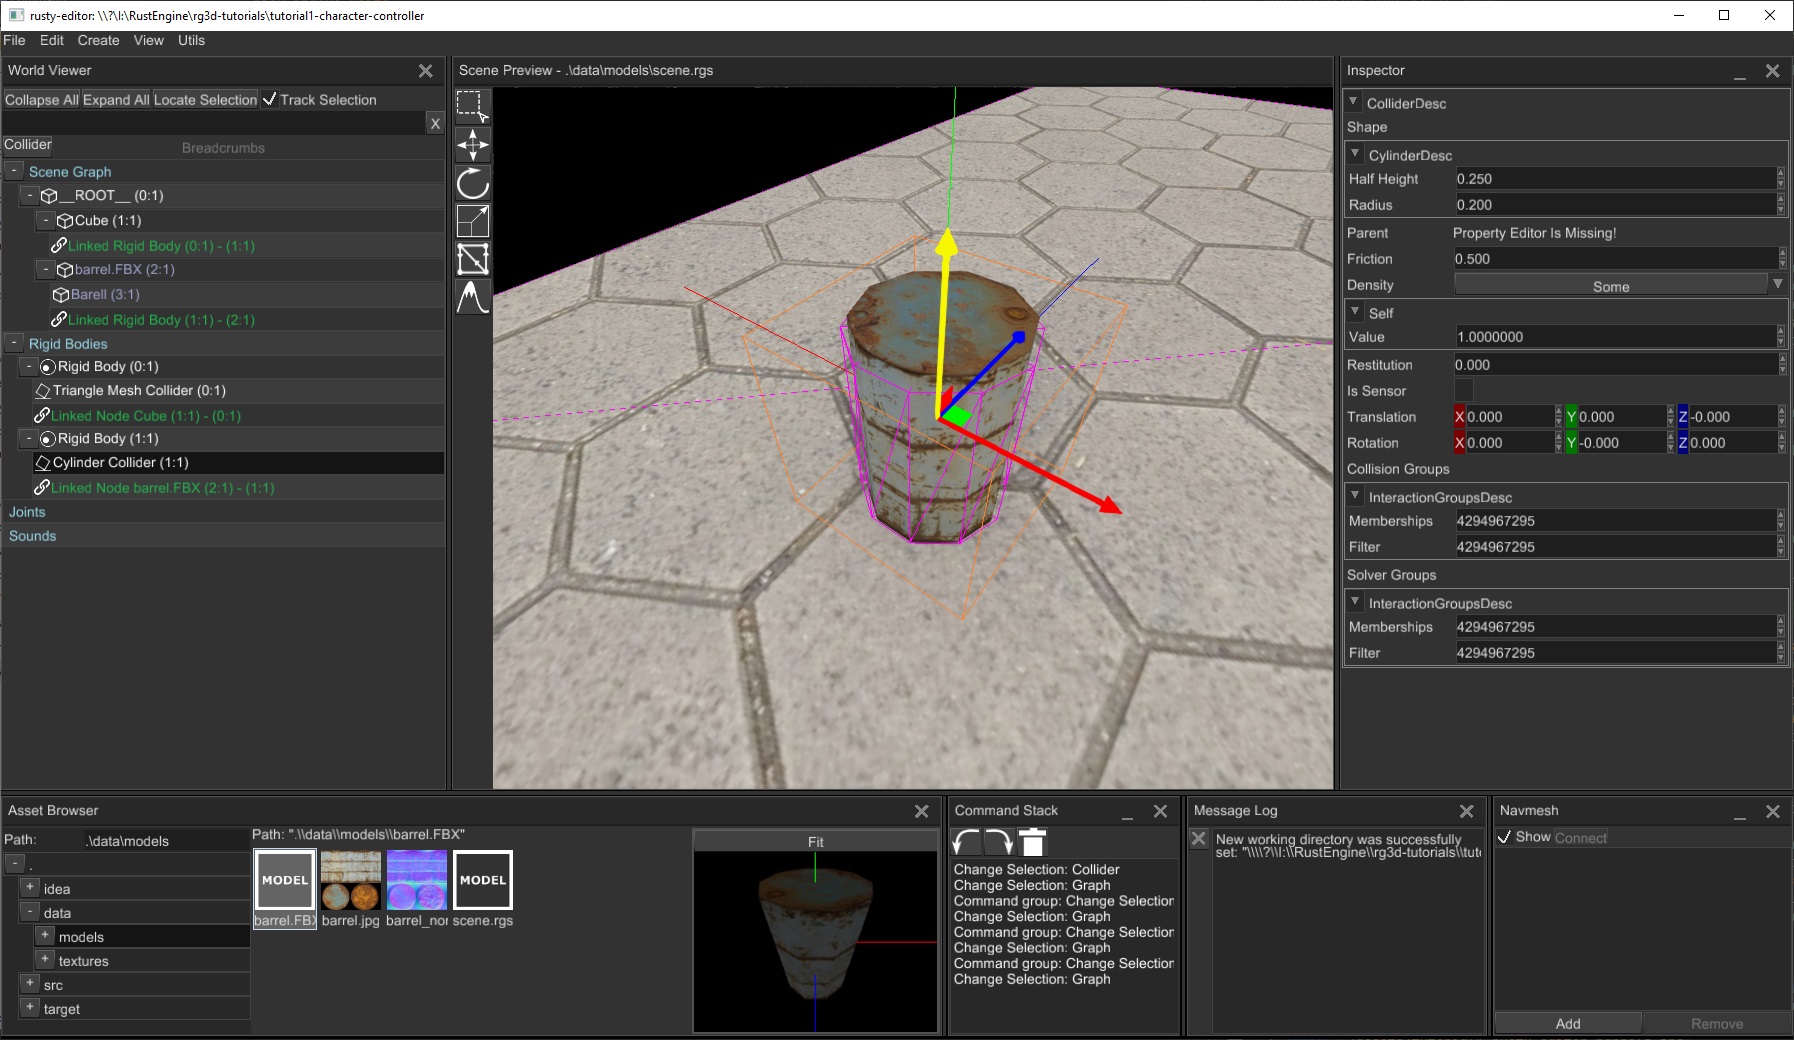 rusty-editor: \\?\I:\RustEngine\rg3d-tutorials\tutorial1-character-controller
File Edit Create View Utils
World Viewer
Collapse All Expand All Locate Selection Track Selection
X
Collider Breadcrumbs
- Scene Graph
- __ROOT__ (0:1)
- Cube (1:1)
Linked Rigid Body (0:1) - (1:1)
- barrel.FBX (2:1)
Barell (3:1)
Linked Rigid Body (1:1) - (2:1)
- Rigid Bodies
- Rigid Body (0:1)
Triangle Mesh Collider (0:1)
Linked Node Cube (1:1) - (0:1)
- Rigid Body (1:1)
Cylinder Collider (1:1)
Linked Node barrel.FBX (2:1) - (1:1)
Joints
Sounds
Scene Preview - .\data\models\scene.rgs
Inspector
ColliderDesc
Shape
CylinderDesc
Half Height 0.250
Radius 0.200
Parent Property Editor Is Missing!
Friction 0.500
Density Some
Self
Value 1.0000000
Restitution 0.000
Is Sensor
Translation X 0.000 Y 0.000 Z -0.000
Rotation X 0.000 Y -0.000 Z 0.000
Collision Groups
InteractionGroupsDesc
Memberships 4294967295
Filter 4294967295
Solver Groups
InteractionGroupsDesc
Memberships 4294967295
Filter 4294967295
Asset Browser
Path: .\data\models
- .
+ idea
- data
+ models
+ textures
+ src
+ target
Path: ".\\data\\models\\barrel.FBX"
MODEL MODEL
barrel.FBX barrel.jpg barrel_nor scene.rgs
Fit
Command Stack
Change Selection: Collider
Change Selection: Graph
Command group: Change Selection
Change Selection: Graph
Command group: Change Selection
Change Selection: Graph
Command group: Change Selection
Change Selection: Graph
Message Log
New working directory was successfully
set: "\\\\?\\I:\\RustEngine\\rg3d-tutorials\\tut
Navmesh
Show Connect
Add Remove